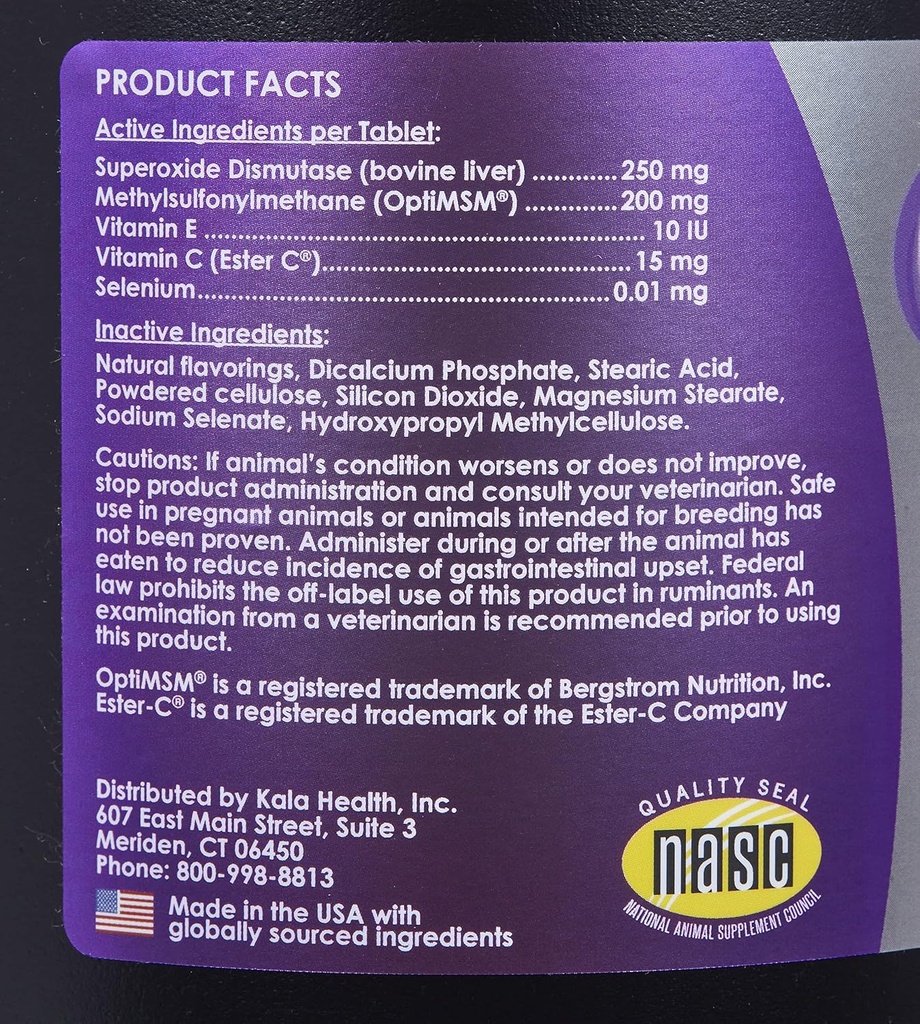 PRODUCT FACTS
Active Ingredients per Tablet:
Superoxide Dismutase (bovine liver) ............ 250 mg
Methylsulfonylmethane (OptiMSM®) ............. 200 mg
Vitamin E ................................................................ 10 IU
Vitamin C (Ester C®)............................................. 15 mg
Selenium............................................................. 0.01 mg
Inactive Ingredients:
Natural flavorings, Dicalcium Phosphate, Stearic Acid,
Powdered cellulose, Silicon Dioxide, Magnesium Stearate,
Sodium Selenate, Hydroxypropyl Methylcellulose.
Cautions: If animal's condition worsens or does not improve,
stop product administration and consult your veterinarian. Safe
use in pregnant animals or animals intended for breeding has
not been proven. Administer during or after the animal has
eaten to reduce incidence of gastrointestinal upset. Federal
law prohibits the off-label use of this product in ruminants. An
examination from a veterinarian is recommended prior to using
this product.
OptiMSM® is a registered trademark of Bergstrom Nutrition, Inc.
Ester-C® is a registered trademark of the Ester-C Company
Distributed by Kala Health, Inc.
607 East Main Street, Suite 3
Meriden, CT 06450
Phone: 800-998-8813
Made in the USA with
globally sourced ingredients
QUALITY SEAL
nasc
NATIONAL ANIMAL SUPPLEMENT COUNCIL